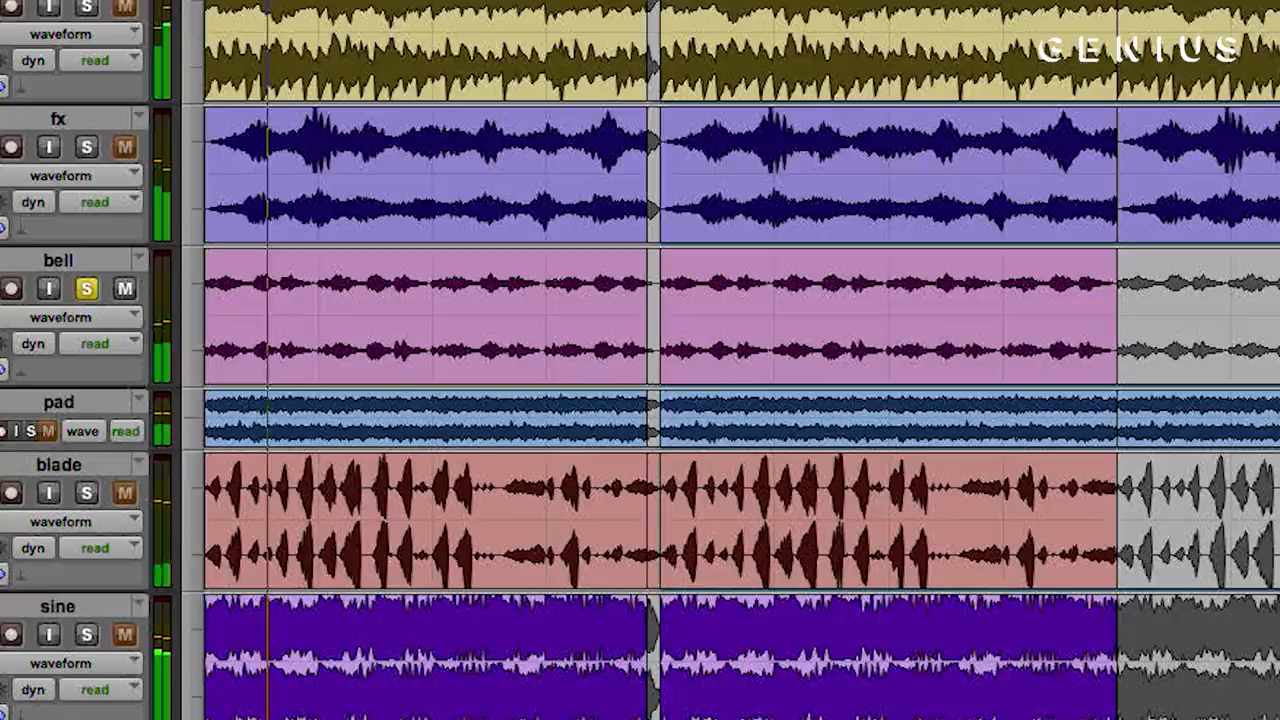 I S M
waveform
dyn read
GENIUS
fx
I S M
waveform
dyn read
bell
I S M
waveform
dyn read
pad
I S M wave read
blade
I S M
waveform
dyn read
sine
I S M
waveform
dyn read